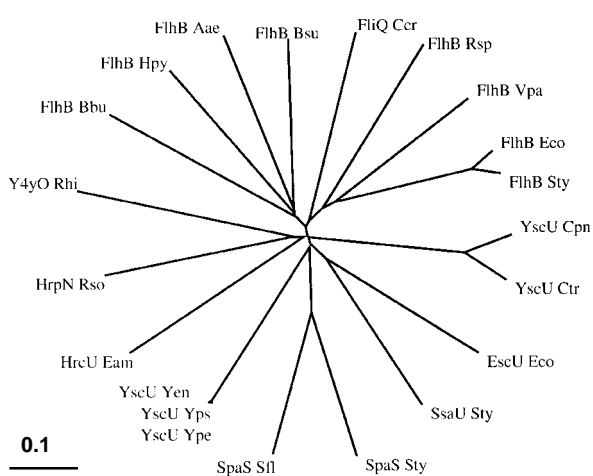 FlhB Aae
FlhB Bsu
FliQ Ccr
FlhB Rsp
FlhB Hpy
FlhB Vpa
FlhB Bbu
FlhB Eco
FlhB Sty
Y4yO Rhi
YscU Cpn
HrpN Rso
YscU Ctr
HrcU Eam
EscU Eco
YscU Yen
YscU Yps
YscU Ype
SsaU Sty
0.1
SpaS Sfl
SpaS Sty